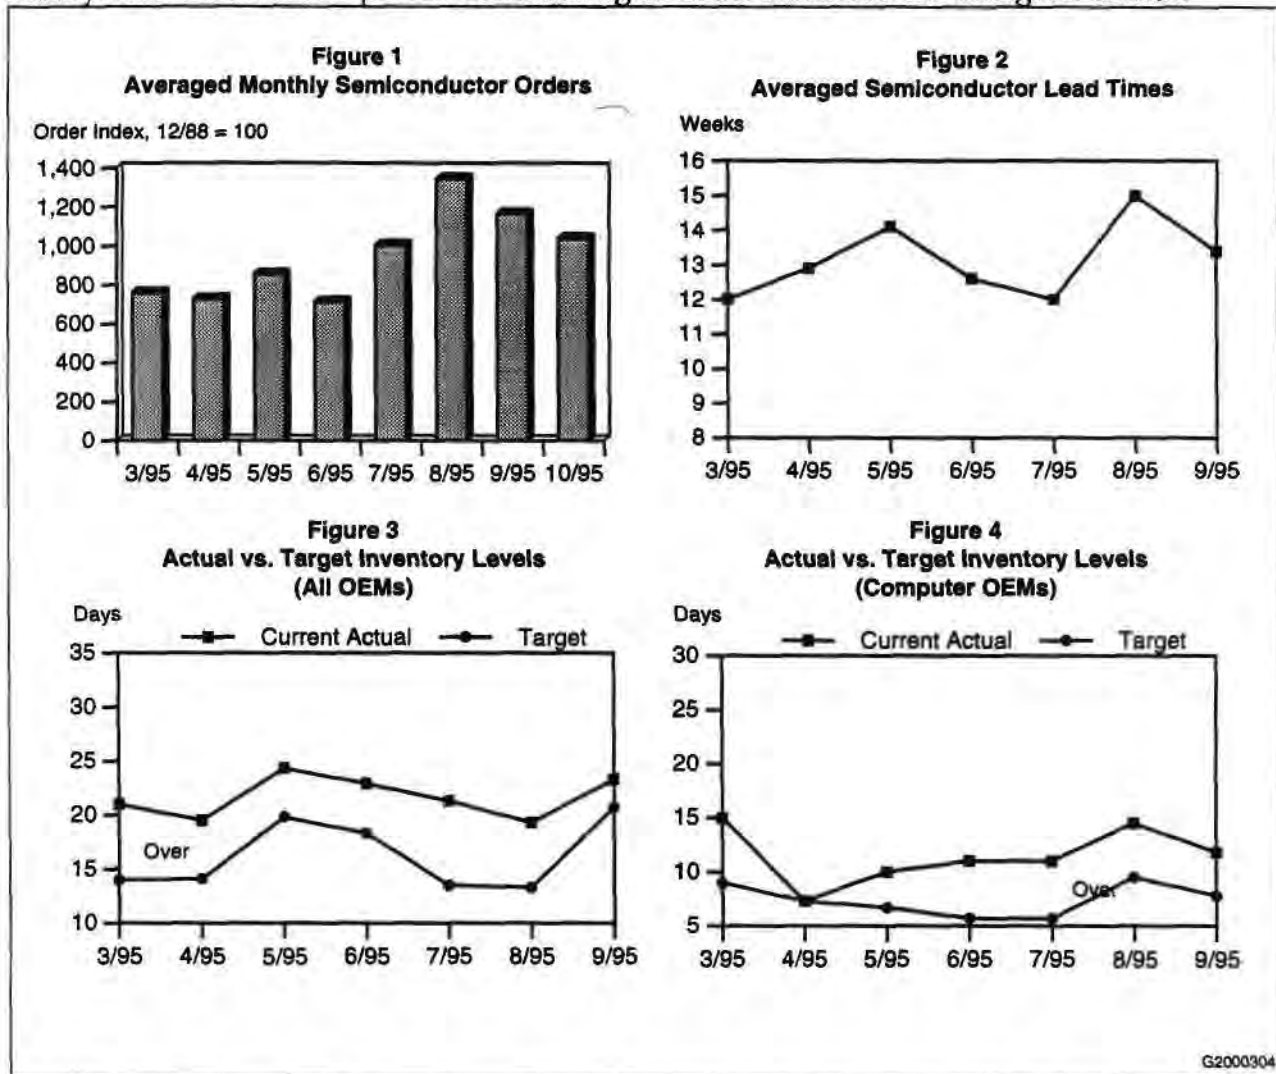 Figure 1
Averaged Monthly Semiconductor Orders
Order Index, 12/88 = 100
1,400
1,200
1,000
800
600
400
200
0
3/95 4/95 5/95 6/95 7/95 8/95 9/95 10/95
Figure 2
Averaged Semiconductor Lead Times
Weeks
16
15
14
13
12
11
10
9
8
3/95 4/95 5/95 6/95 7/95 8/95 9/95
Figure 3
Actual vs. Target Inventory Levels
(All OEMs)
Days
Current Actual Target
35
30
25
20
15
10
Over
3/95 4/95 5/95 6/95 7/95 8/95 9/95
Figure 4
Actual vs. Target Inventory Levels
(Computer OEMs)
Days
Current Actual Target
30
25
20
15
10
5
Over
3/95 4/95 5/95 6/95 7/95 8/95 9/95
G2000304